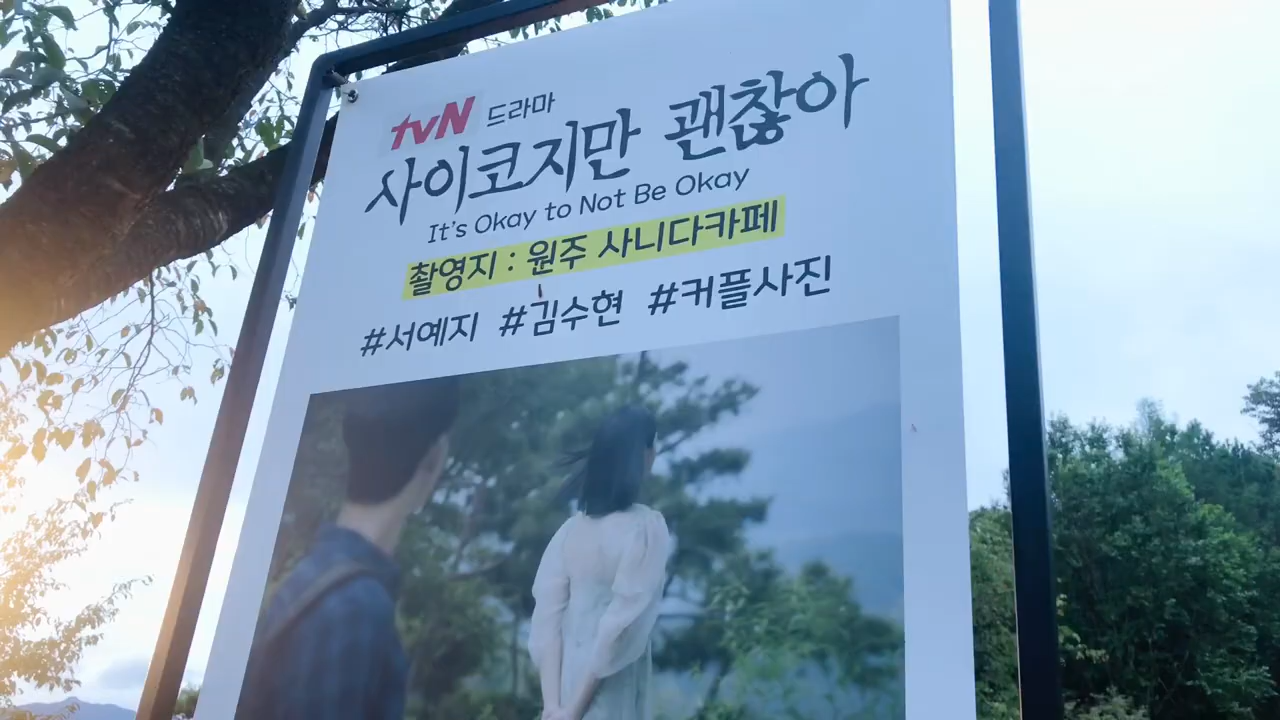 tvN 드라마
사이코지만 괜찮아
It's Okay to Not Be Okay
촬영지 : 원주 사니다카페
#서예지 #김수현 #커플사진